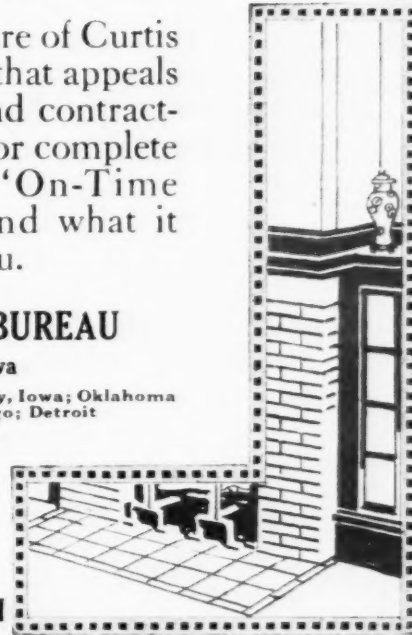 re of Curtis
that appeals
nd contract-
or complete
'On-Time
nd what it
u.
BUREAU
va
y, Iowa; Oklahoma
go; Detroit